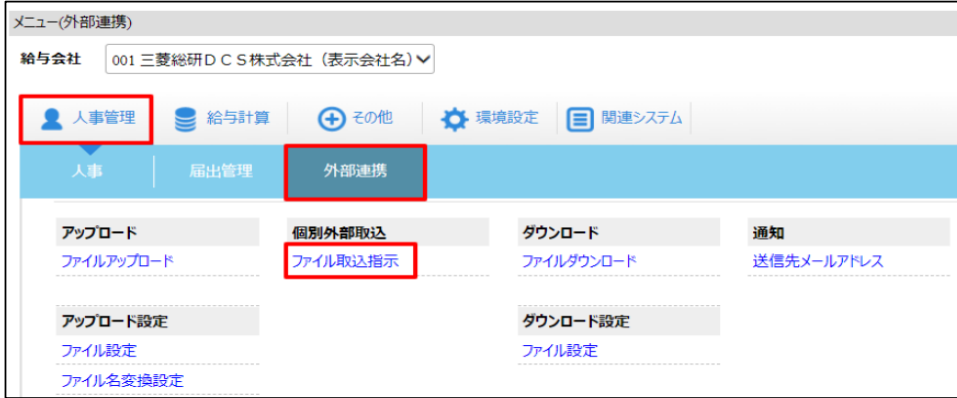 メニュー(外部連携)
給与会社 001 三菱総研ＤＣＳ株式会社（表示会社名）
人事管理 給与計算 その他 環境設定 関連システム
人事 届出管理 外部連携
アップロード 個別外部取込 ダウンロード 通知
ファイルアップロード ファイル取込指示 ファイルダウンロード 送信先メールアドレス
アップロード設定 ダウンロード設定
ファイル設定 ファイル設定
ファイル名変換設定